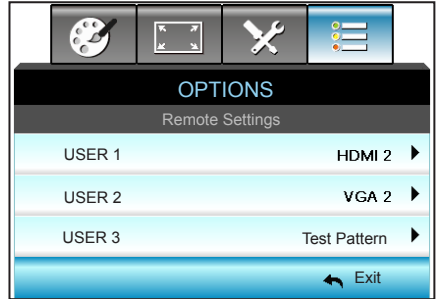 OPTIONS
Remote Settings
USER 1 HDMI 2
USER 2 VGA 2
USER 3 Test Pattern
Exit